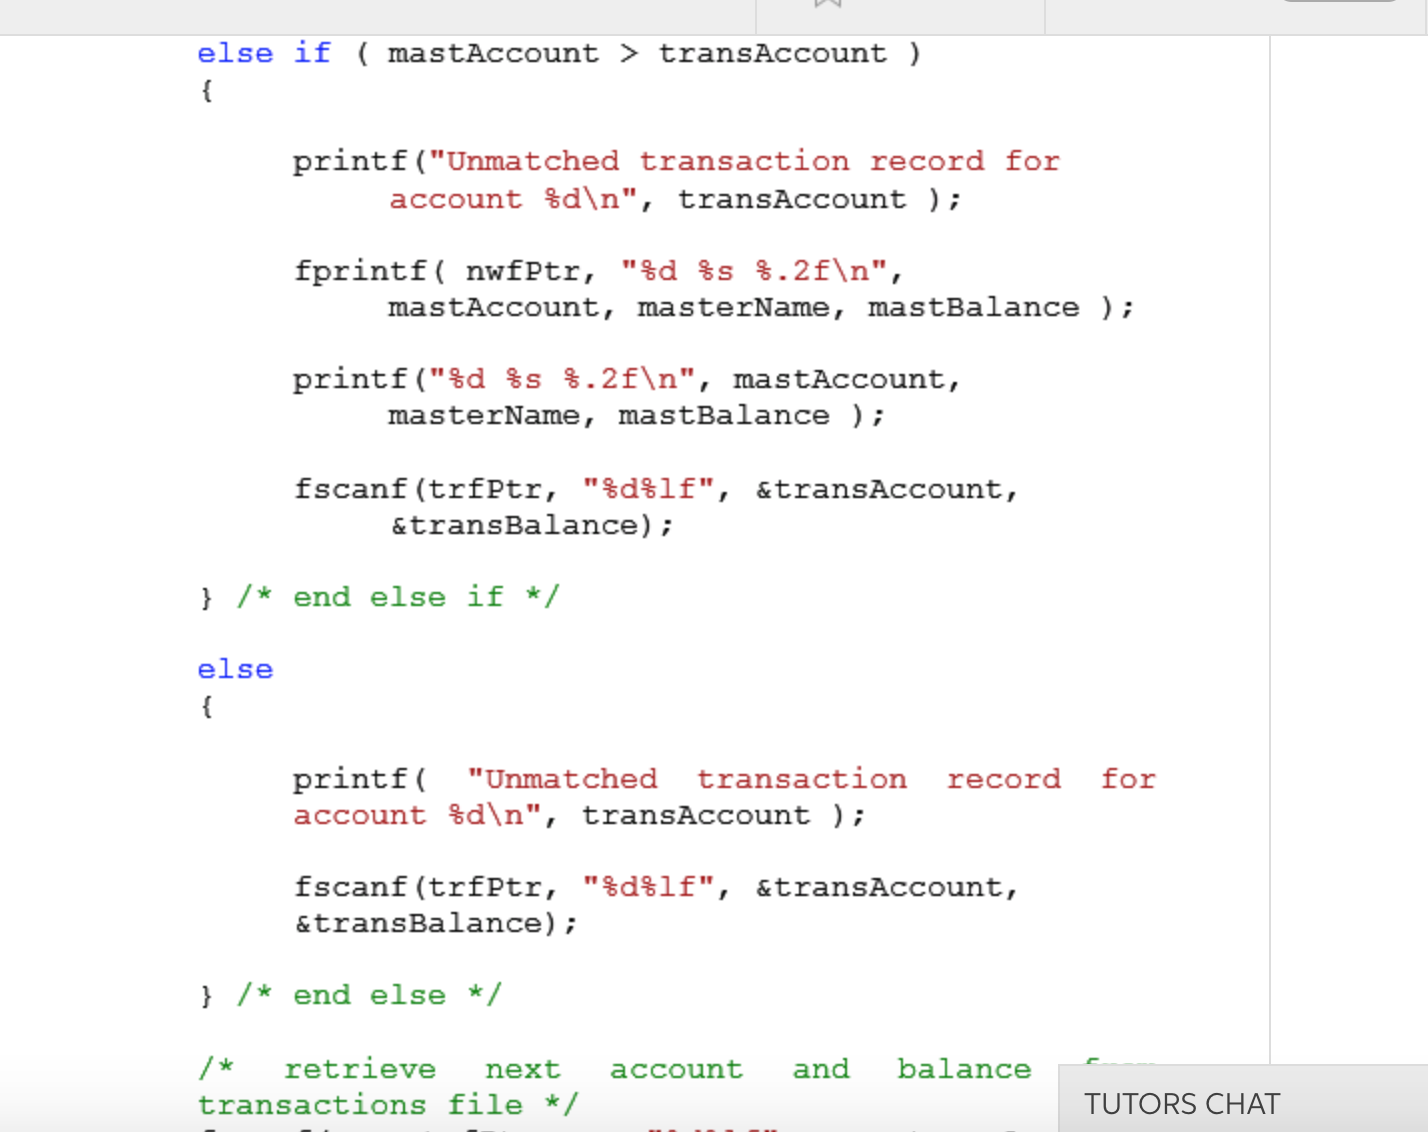 else if ( mastAccount > transAccount )
{
printf("Unmatched transaction record for
account %d\n", transAccount );
fprintf( nwfPtr, "%d %s %.2f\n",
mastAccount, masterName, mastBalance );
printf("%d %s %.2f\n", mastAccount,
masterName, mastBalance );
fscanf(trfPtr, "%d%lf", &transAccount,
&transBalance);
} /* end else if */
else
{
printf( "Unmatched transaction record for
account %d\n", transAccount );
fscanf(trfPtr, "%d%lf", &transAccount,
&transBalance);
} /* end else */
/* retrieve next account and balance
transactions file */
TUTORS CHAT